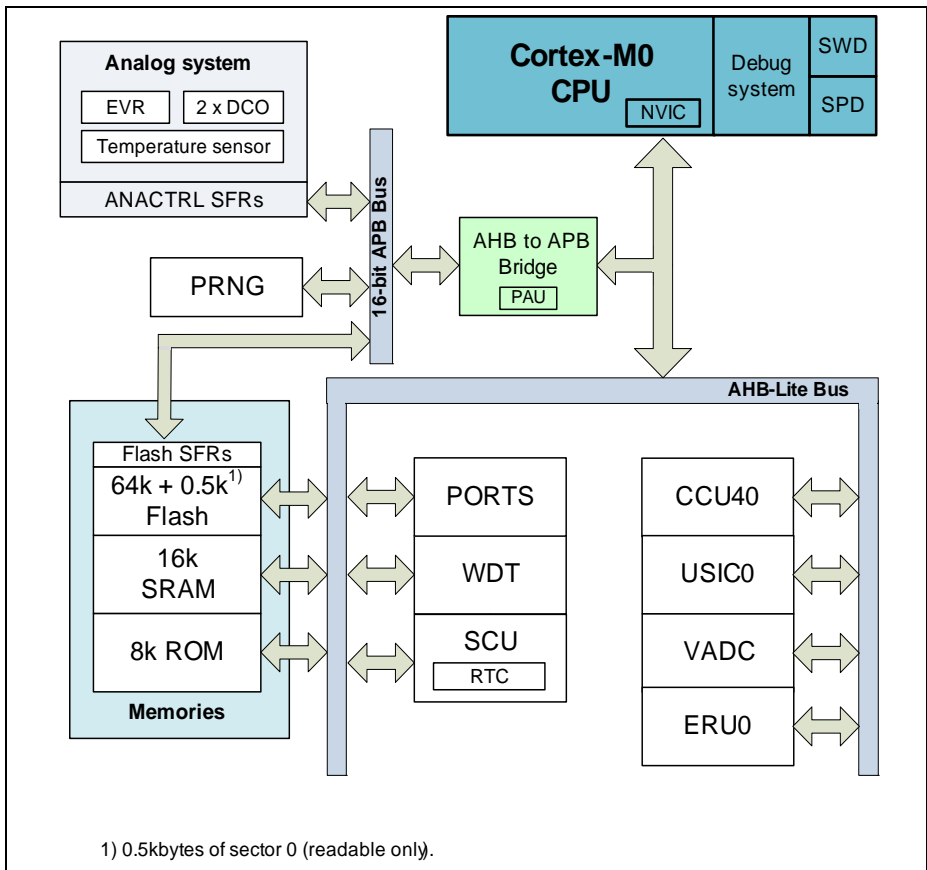 Analog system
EVR
2 x DCO
Temperature sensor
ANACTRL SFRs
Cortex-M0
CPU
NVIC
Debug
system
SWD
SPD
16-bit APB Bus
AHB to APB
Bridge
PAU
PRNG
AHB-Lite Bus
Flash SFRs
64k + 0.5k1)
Flash
16k
SRAM
8k ROM
Memories
PORTS
WDT
SCU
RTC
CCU40
USIC0
VADC
ERU0
1) 0.5kbytes of sector 0 (readable only).